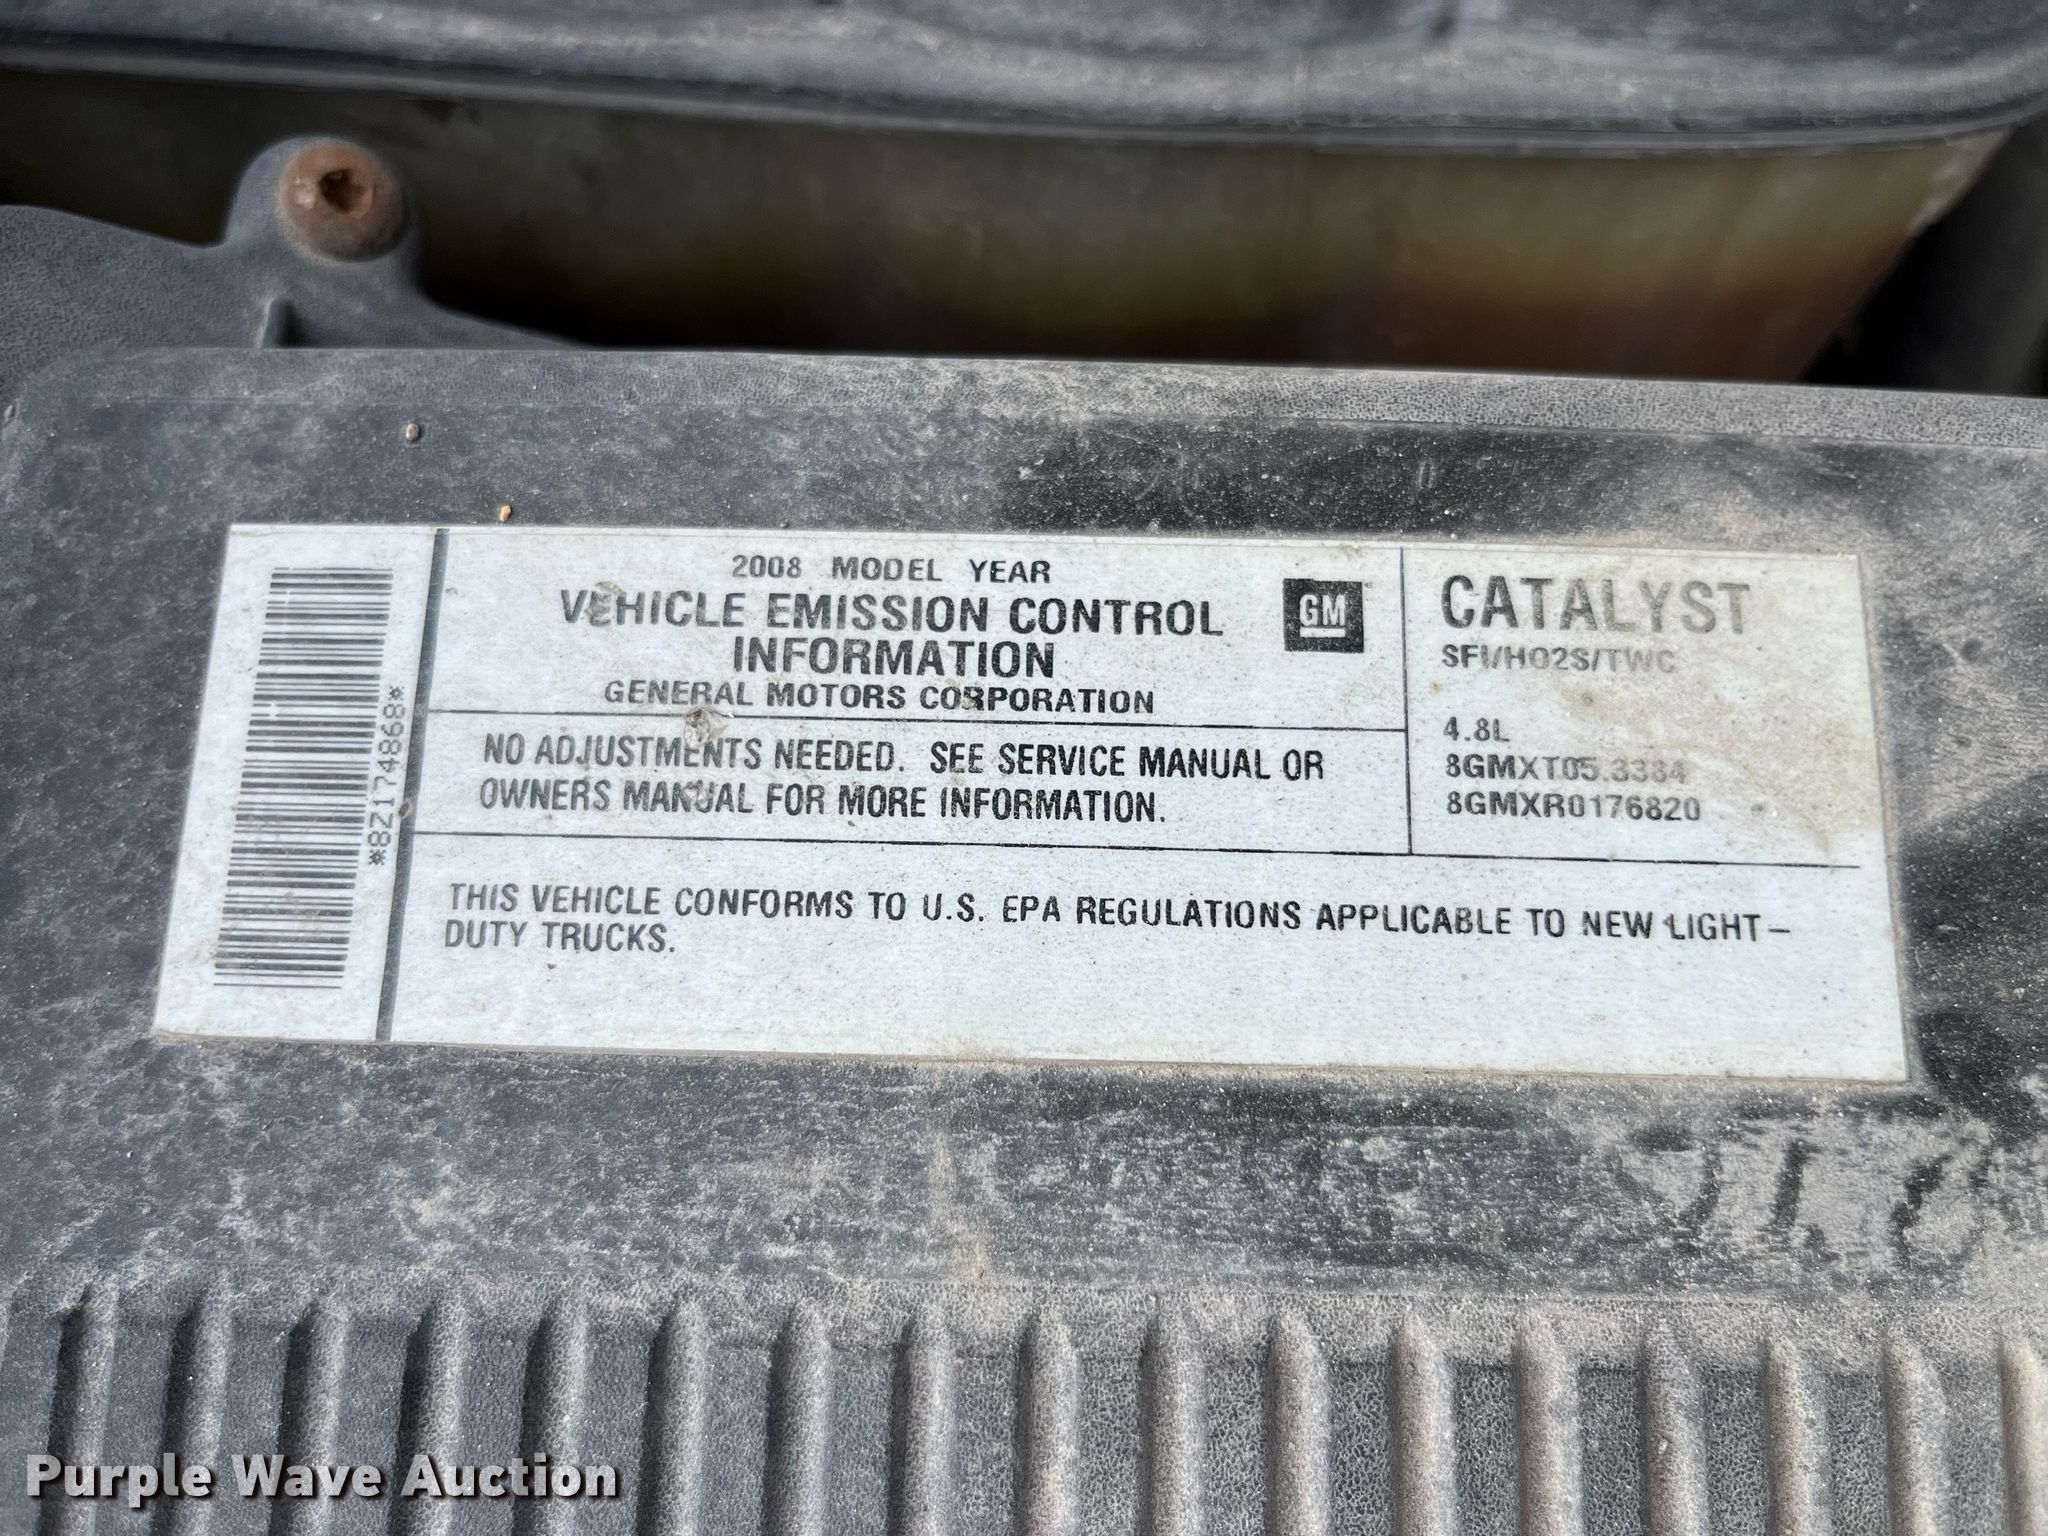 2008 MODEL YEAR
VEHICLE EMISSION CONTROL
INFORMATION
GENERAL MOTORS CORPORATION
GM
NO ADJUSTMENTS NEEDED. SEE SERVICE MANUAL OR
OWNERS MANUAL FOR MORE INFORMATION.
CATALYST
SFI/HO2S/TWC
4.8L
8GMXT05.3384
8GMXR0176820
THIS VEHICLE CONFORMS TO U.S. EPA REGULATIONS APPLICABLE TO NEW LIGHT-
DUTY TRUCKS.
*8Z174868*
Purple Wave Auction